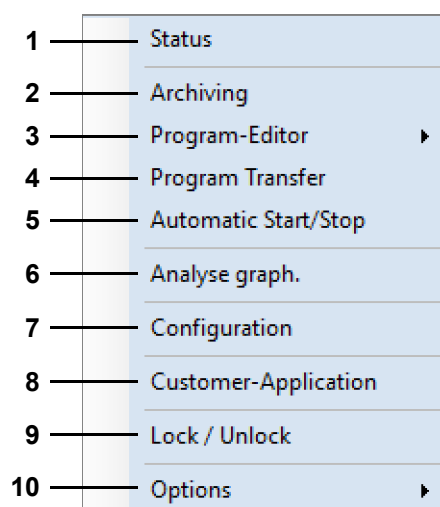 1 Status
2 Archiving
3 Program-Editor
4 Program Transfer
5 Automatic Start/Stop
6 Analyse graph.
7 Configuration
8 Customer-Application
9 Lock / Unlock
10 Options